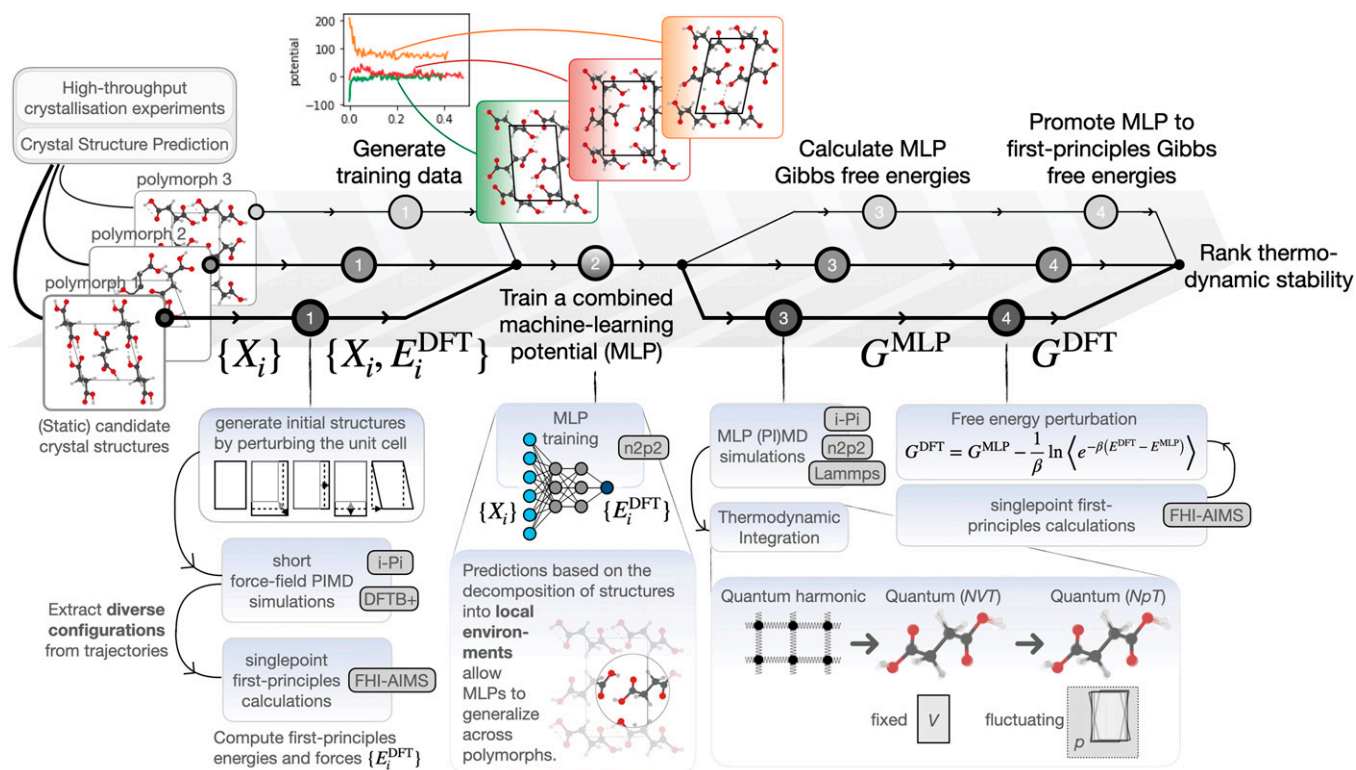 High-throughput
crystallisation experiments
Crystal Structure Prediction
potential
200
100
0
−100
0.0
0.2
0.4
Generate
training data
Calculate MLP
Gibbs free energies
Promote MLP to
first-principles Gibbs
free energies
polymorph 3
polymorph 2
polymorph 1
1
1
1
2
3
3
3
4
4
4
Train a combined
machine-learning
potential (MLP)
Rank thermo-
dynamic stability
{X_i}
{X_i, E_i^DFT}
G^MLP
G^DFT
(Static) candidate
crystal structures
generate initial structures
by perturbing the unit cell
short
force-field PIMD
simulations
i-Pi
DFTB+
Extract diverse
configurations
from trajectories
singlepoint
first-principles
calculations
FHI-AIMS
Compute first-principles
energies and forces {E_i^DFT}
MLP
training
n2p2
{X_i}
{E_i^DFT}
Predictions based on the
decomposition of structures
into local environ-
ments
allow
MLPs to
generalize
across
polymorphs.
MLP (PI)MD
simulations
i-Pi
n2p2
Lammps
Thermodynamic
Integration
Free energy perturbation
G^DFT = G^MLP − 1/β ln ⟨e^−β(E^DFT − E^MLP)⟩
singlepoint first-
principles calculations
FHI-AIMS
Quantum harmonic
Quantum (NVT)
Quantum (NpT)
fixed
V
fluctuating
p